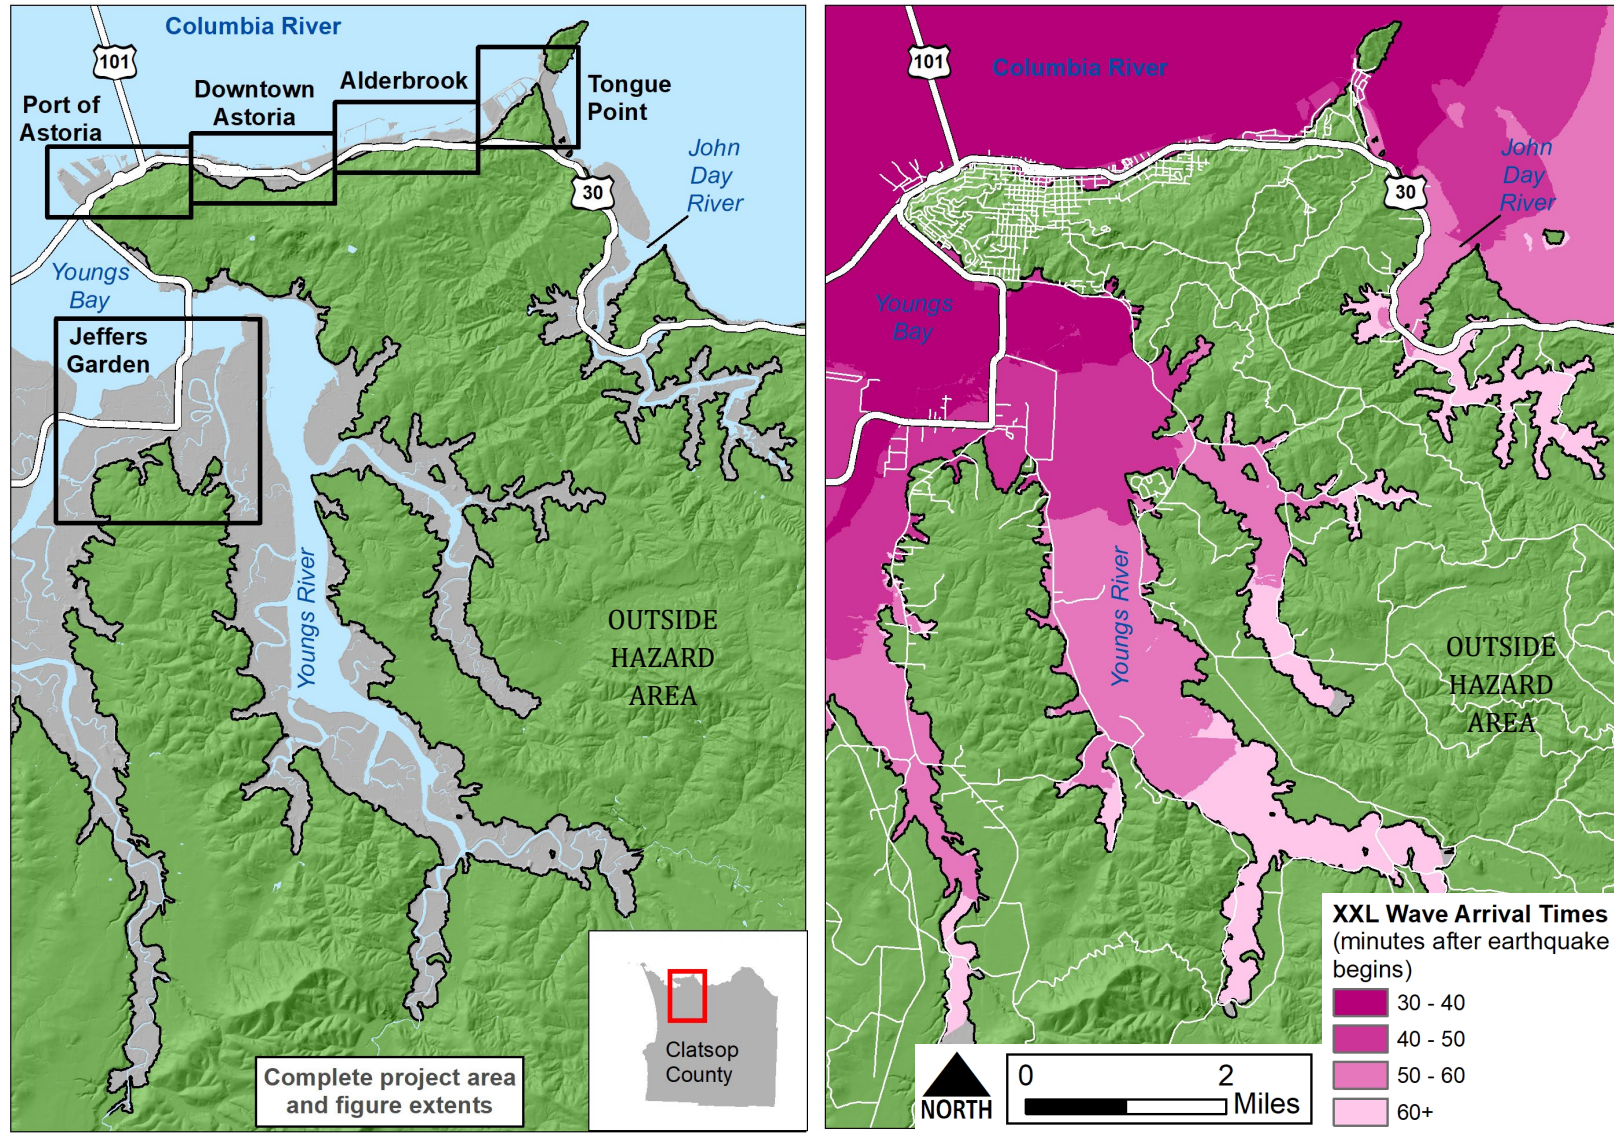 Columbia River
101
Port of
Astoria
Downtown
Astoria
Alderbrook
Tongue
Point
John
Day
River
30
Youngs
Bay
Jeffers
Garden
Youngs River
OUTSIDE
HAZARD
AREA
Clatsop
County
Complete project area
and figure extents
101
Columbia River
John
Day
River
30
Youngs
Bay
Youngs River
OUTSIDE
HAZARD
AREA
XXL Wave Arrival Times
(minutes after earthquake
begins)
30 - 40
40 - 50
50 - 60
60+
NORTH
0 2
Miles